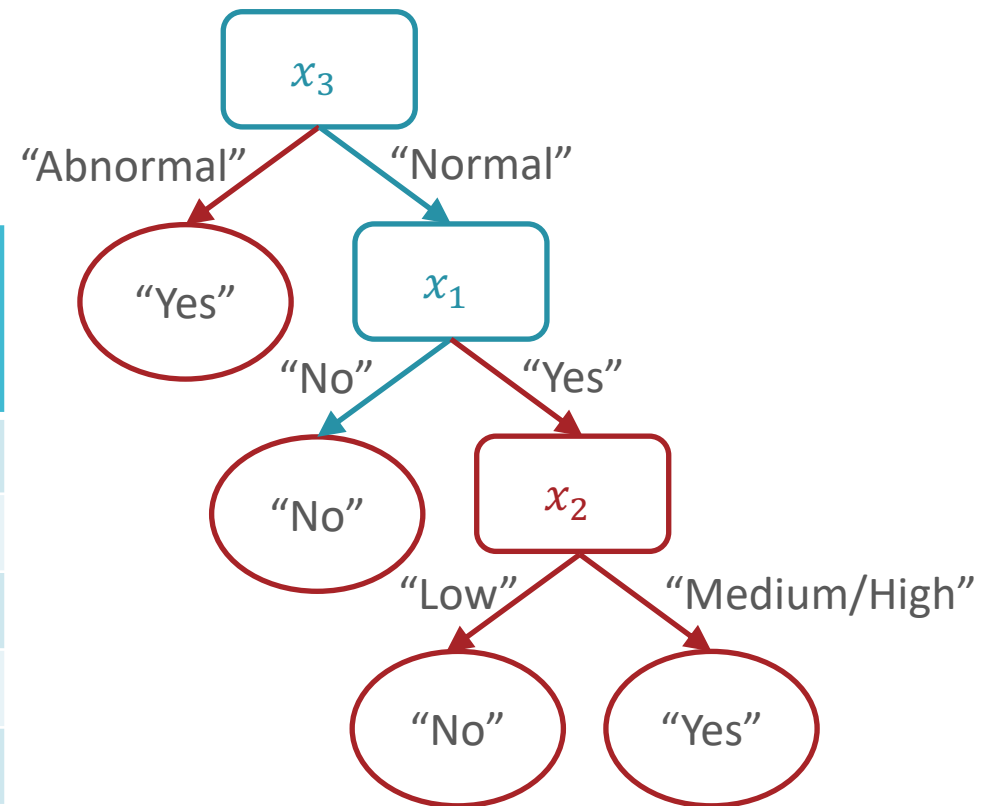 x₃
“Abnormal” “Normal”
“Yes” x₁
“No” “Yes”
“No” x₂
“Low” “Medium/High”
“No” “Yes”